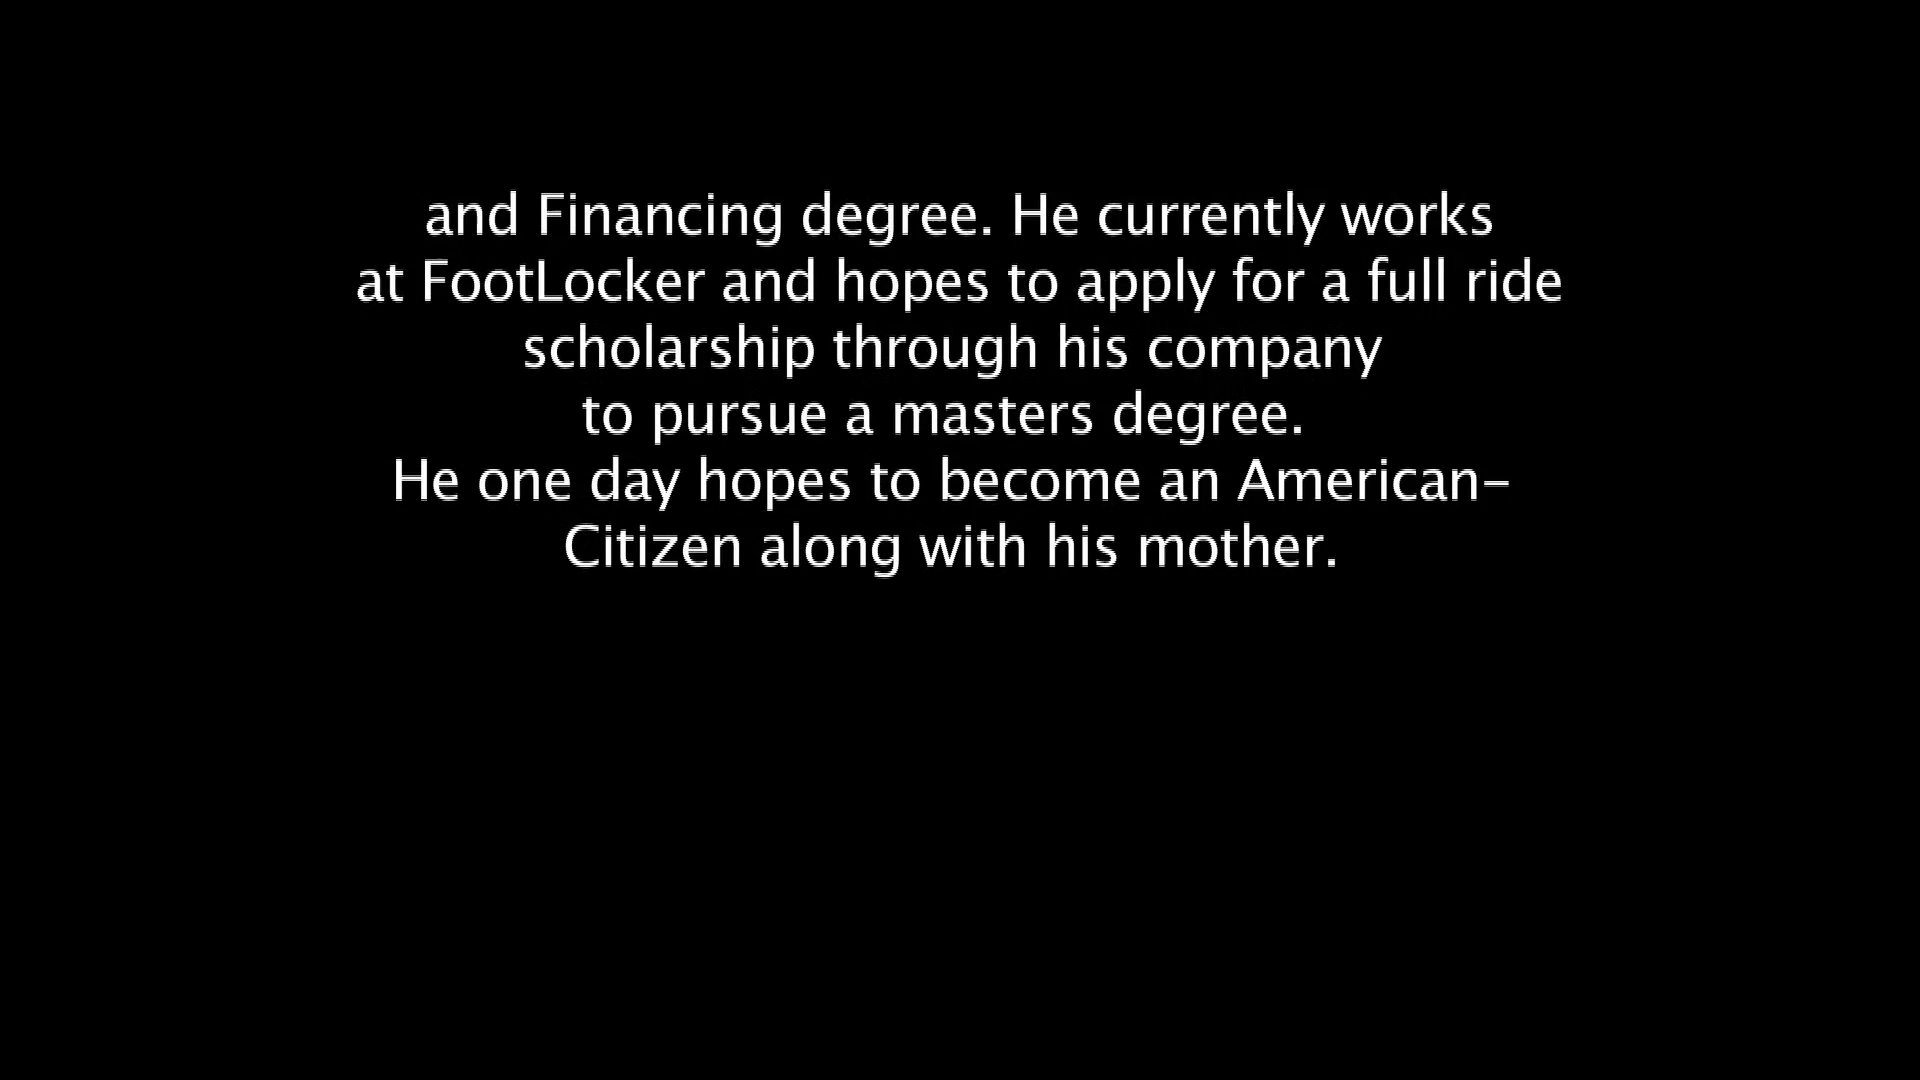 and Financing degree. He currently works
at FootLocker and hopes to apply for a full ride
scholarship through his company
to pursue a masters degree.
He one day hopes to become an American-
Citizen along with his mother.